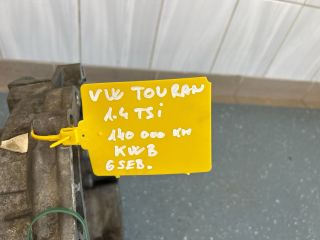 VW TOURAN
1.4 TSi
140 000 KM
KWB
6SEB.